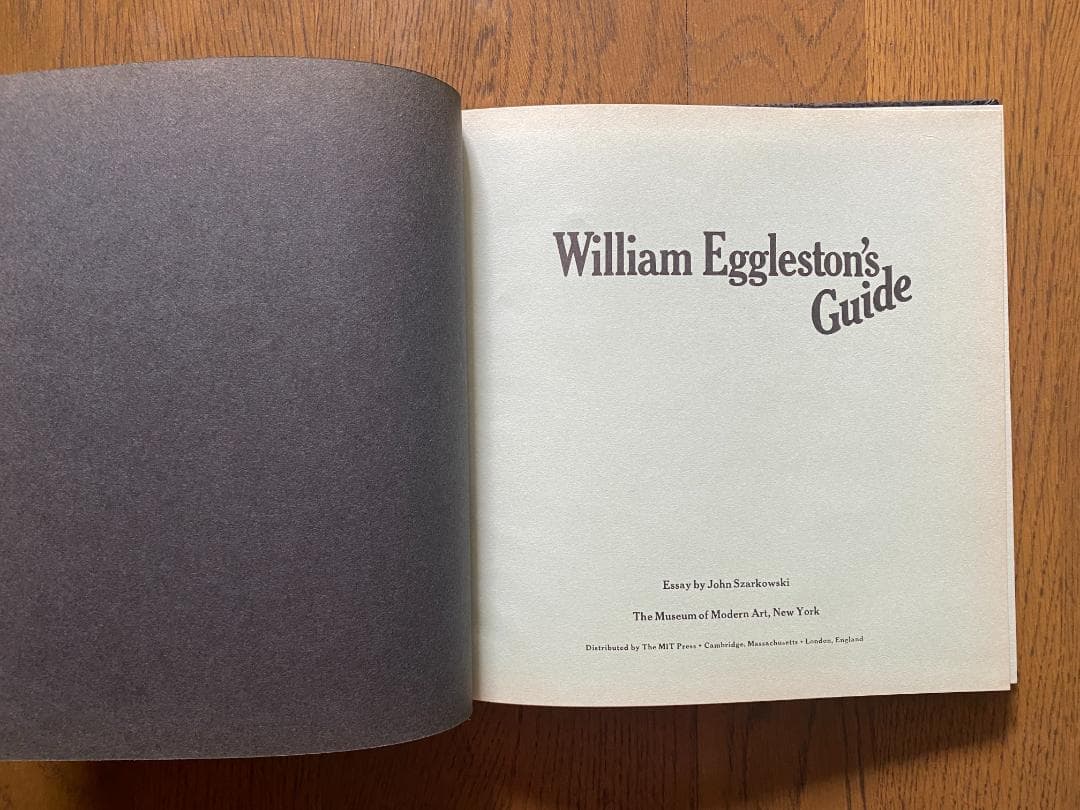 William Eggleston's
Guide
Essay by John Szarkowski
The Museum of Modern Art, New York
Distributed by The MIT Press • Cambridge, Massachusetts • London, England